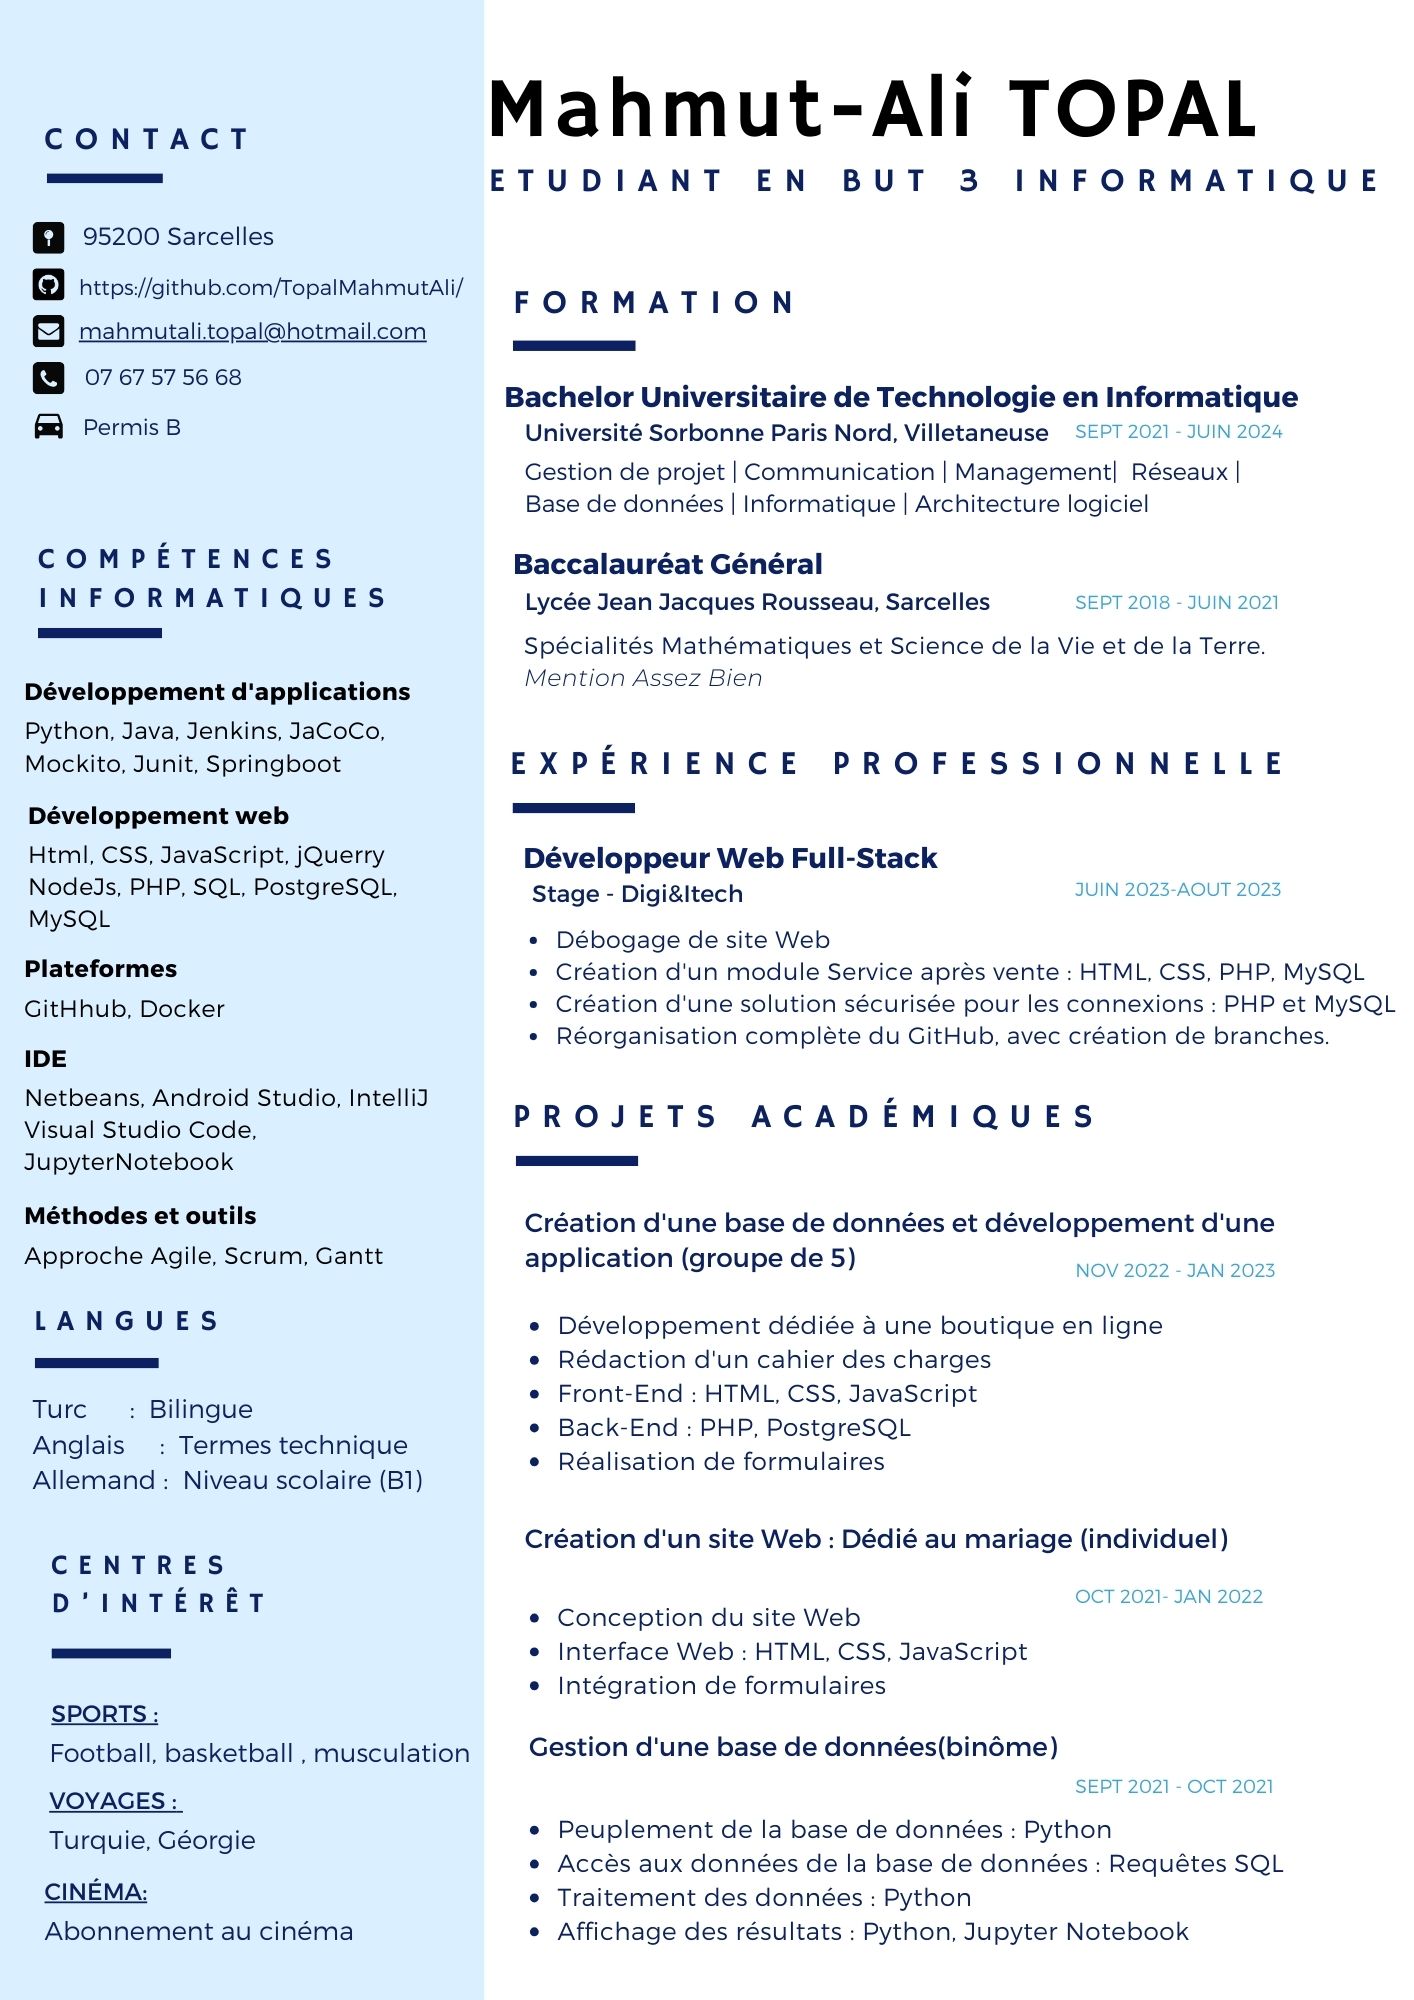 CONTACT
95200 Sarcelles
https://github.com/TopalMahmutAli/
mahmutali.topal@hotmail.com
07 67 57 56 68
Permis B
COMPÉTENCES
INFORMATIQUES
Développement d'applications
Python, Java, Jenkins, JaCoCo,
Mockito, Junit, Springboot
Développement web
Html, CSS, JavaScript, jQuerry
NodeJs, PHP, SQL, PostgreSQL,
MySQL
Plateformes
GitHhub, Docker
IDE
Netbeans, Android Studio, IntelliJ
Visual Studio Code,
JupyterNotebook
Méthodes et outils
Approche Agile, Scrum, Gantt
LANGUES
Turc : Bilingue
Anglais : Termes technique
Allemand : Niveau scolaire (B1)
CENTRES
D'INTÉRÊT
SPORTS :
Football, basketball , musculation
VOYAGES :
Turquie, Géorgie
CINÉMA:
Abonnement au cinéma
Mahmut-Ali TOPAL
ETUDIANT EN BUT 3 INFORMATIQUE
FORMATION
Bachelor Universitaire de Technologie en Informatique
Université Sorbonne Paris Nord, Villetaneuse SEPT 2021 - JUIN 2024
Gestion de projet | Communication | Management| Réseaux |
Base de données | Informatique | Architecture logiciel
Baccalauréat Général
Lycée Jean Jacques Rousseau, Sarcelles SEPT 2018 - JUIN 2021
Spécialités Mathématiques et Science de la Vie et de la Terre.
Mention Assez Bien
EXPÉRIENCE PROFESSIONNELLE
Développeur Web Full-Stack
Stage - Digi&Itech JUIN 2023-AOUT 2023
• Débogage de site Web
• Création d'un module Service après vente : HTML, CSS, PHP, MySQL
• Création d'une solution sécurisée pour les connexions : PHP et MySQL
• Réorganisation complète du GitHub, avec création de branches.
PROJETS ACADÉMIQUES
Création d'une base de données et développement d'une
application (groupe de 5)
NOV 2022 - JAN 2023
• Développement dédiée à une boutique en ligne
• Rédaction d'un cahier des charges
• Front-End : HTML, CSS, JavaScript
• Back-End : PHP, PostgreSQL
• Réalisation de formulaires
Création d'un site Web : Dédié au mariage (individuel)
OCT 2021- JAN 2022
• Conception du site Web
• Interface Web : HTML, CSS, JavaScript
• Intégration de formulaires
Gestion d'une base de données(binôme)
SEPT 2021 - OCT 2021
• Peuplement de la base de données : Python
• Accès aux données de la base de données : Requêtes SQL
• Traitement des données : Python
• Affichage des résultats : Python, Jupyter Notebook